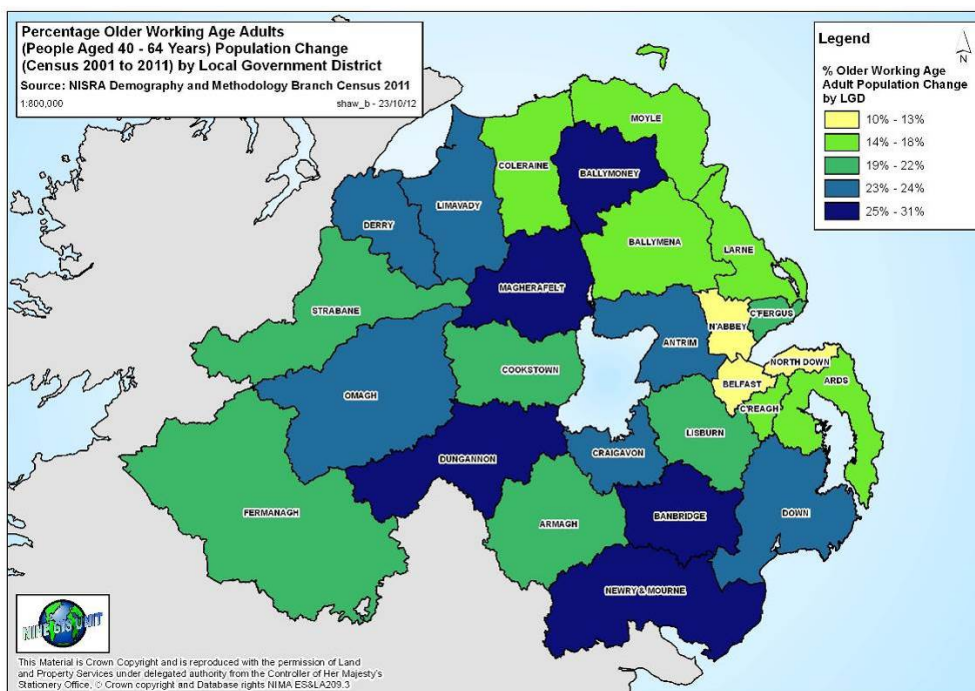 Percentage Older Working Age Adults
(People Aged 40 - 64 Years) Population Change
(Census 2001 to 2011) by Local Government District
Source: NISRA Demography and Methodology Branch Census 2011
1:800,000
shaw_b - 23/10/12
Legend
N
% Older Working Age
Adult Population Change
by LGD
10% - 13%
14% - 18%
19% - 22%
23% - 24%
25% - 31%
MOYLE
COLERAINE
BALLYMONEY
LIMAVADY
DERRY
BALLYMENA
LARNE
MAGHERAFELT
STRABANE
C'FERGUS
N'ABBEY
ANTRIM
NORTH DOWN
COOKSTOWN
BELFAST
ARDS
OMAGH
C'REAGH
LISBURN
CRAIGAVON
DUNGANNON
FERMANAGH
ARMAGH
BANBRIDGE
DOWN
NEWRY & MOURNE
NINE GIS UNIT
This Material is Crown Copyright and is reproduced with the permission of Land
and Property Services under delegated authority from the Controller of Her Majesty's
Stationery Office, © Crown copyright and Database rights NIMA ES&LA209.3